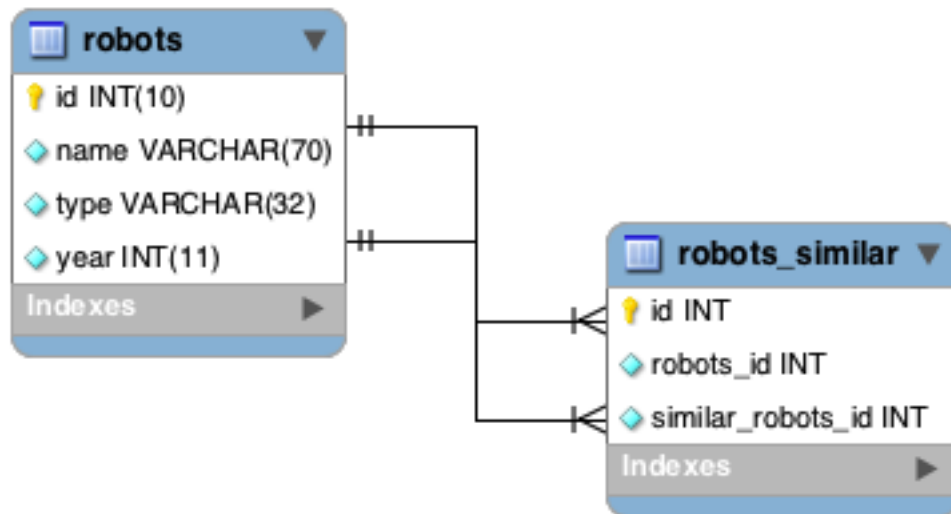 robots
id INT(10)
name VARCHAR(70)
type VARCHAR(32)
year INT(11)
Indexes
robots_similar
id INT
robots_id INT
similar_robots_id INT
Indexes